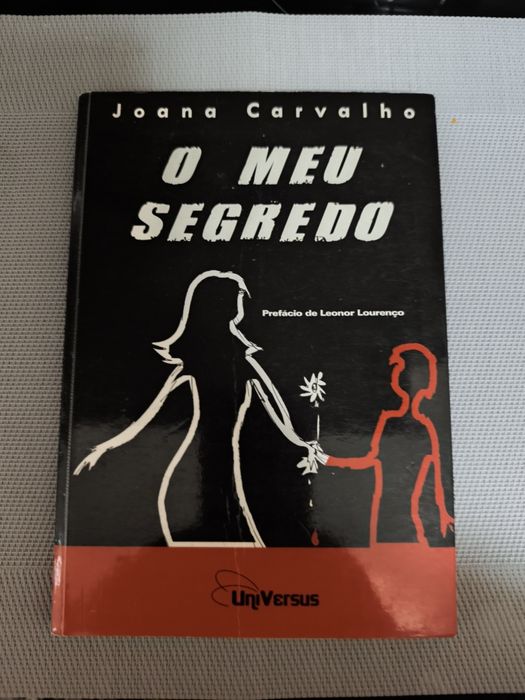 Joana Carvalho
O MEU
SEGREDO
Prefácio de Leonor Lourenço
UniVersus